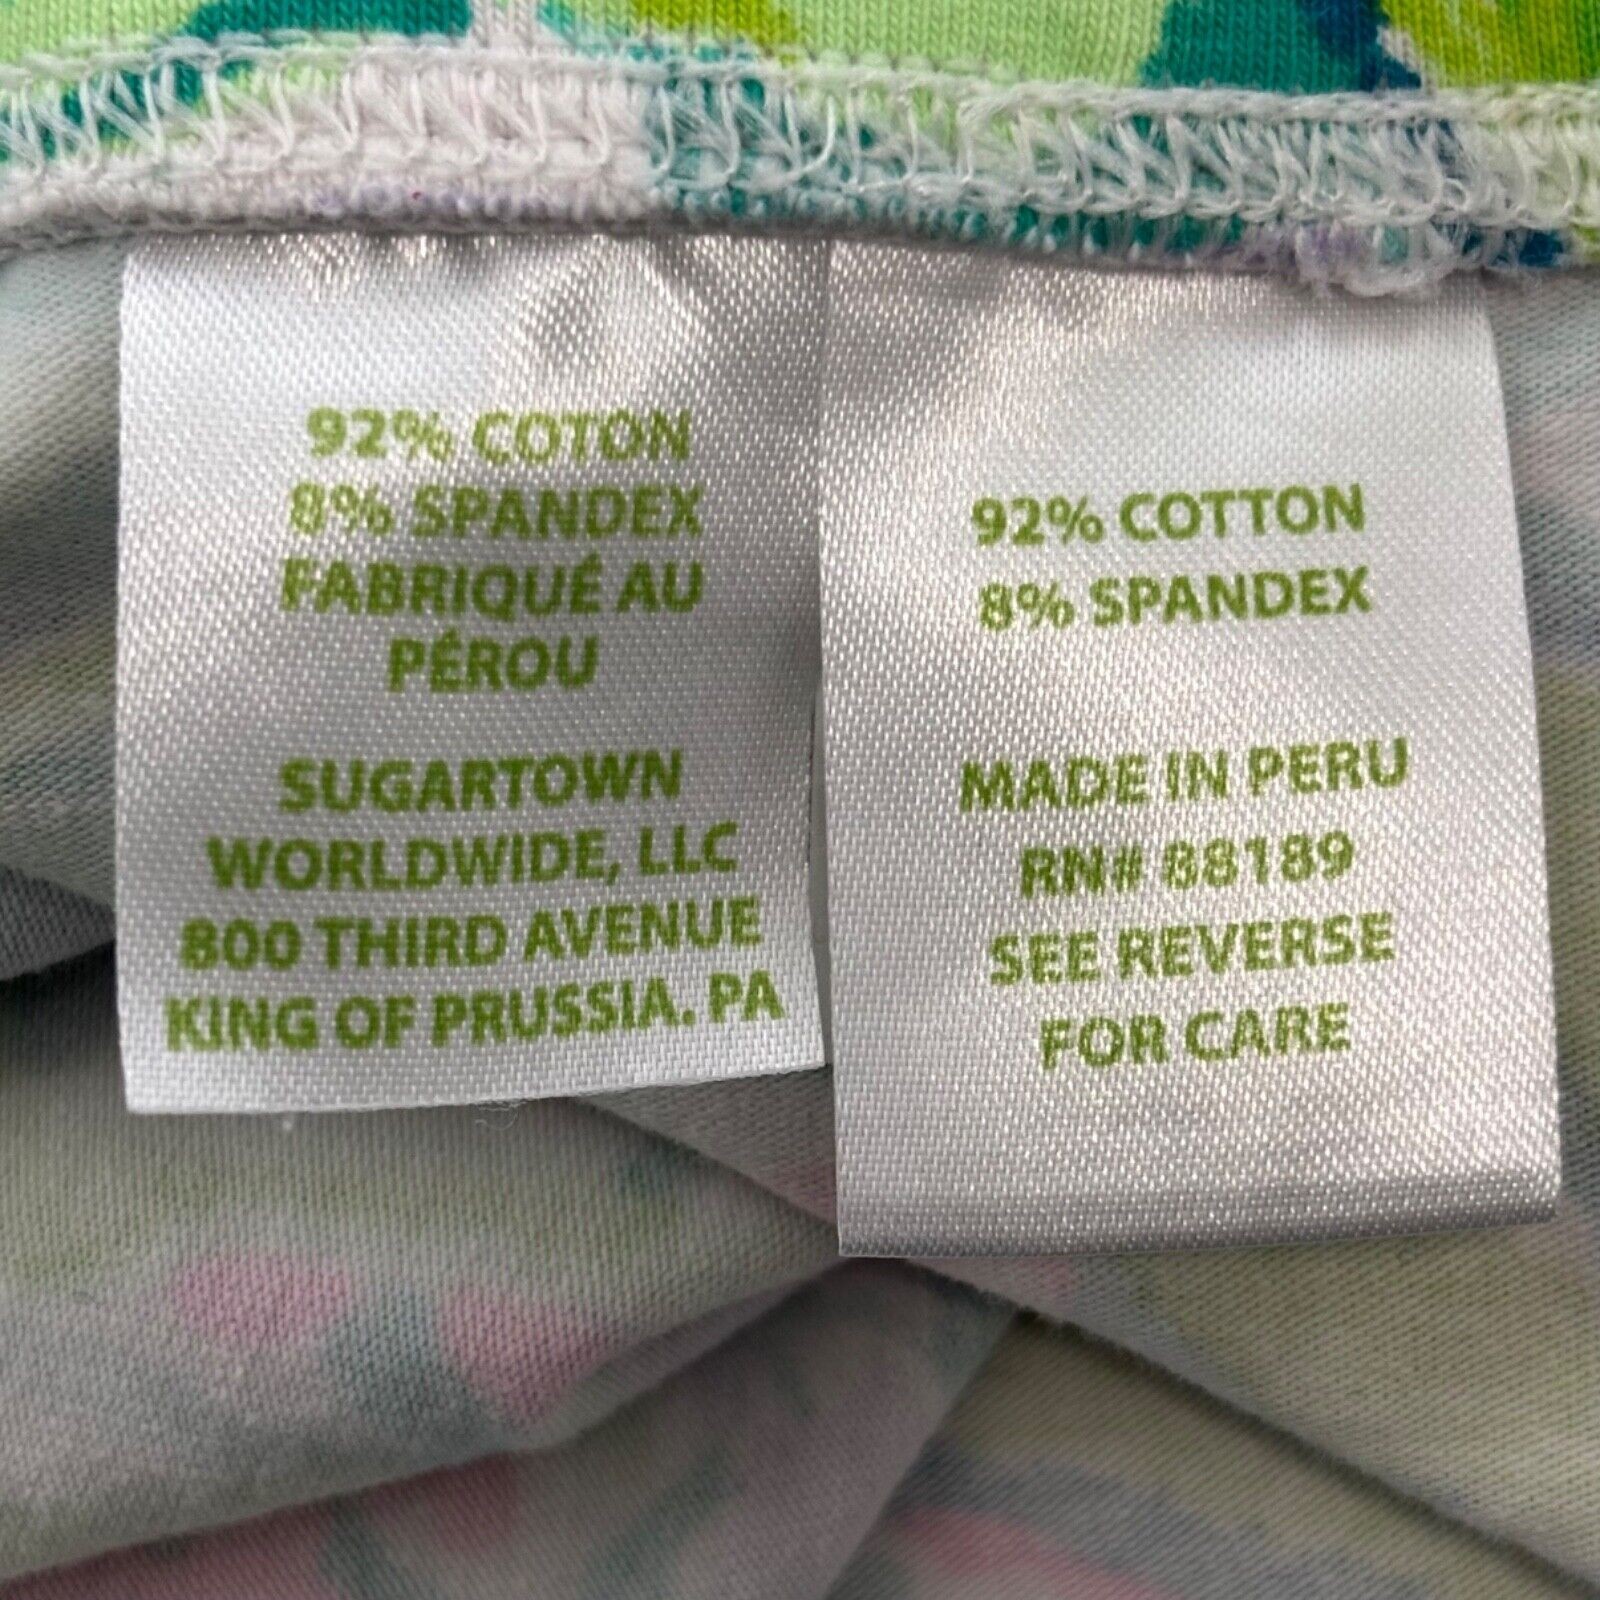 92% COTON
8% SPANDEX
FABRIQUÉ AU
PÉROU
SUGARTOWN
WORLDWIDE, LLC
800 THIRD AVENUE
KING OF PRUSSIA. PA
92% COTTON
8% SPANDEX
MADE IN PERU
RN# 88189
SEE REVERSE
FOR CARE